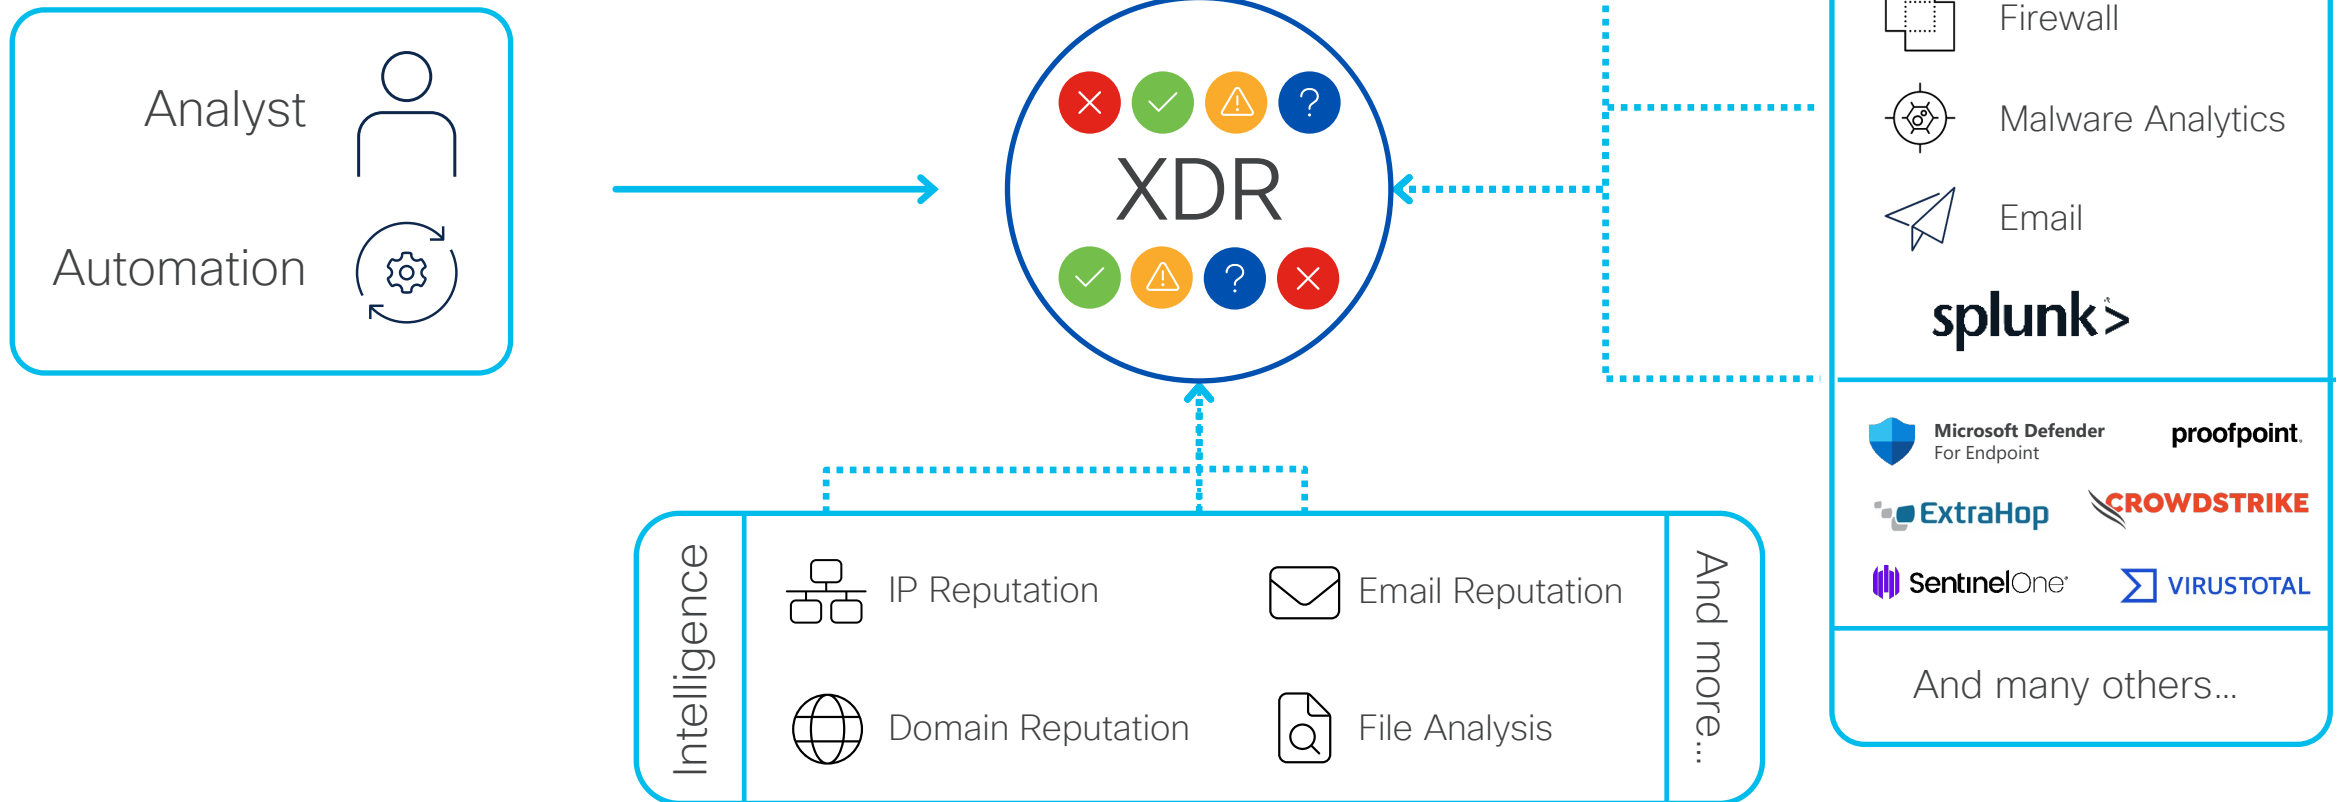 Analyst
Automation
XDR
Firewall
Malware Analytics
Email
splunk>
Microsoft Defender
For Endpoint
proofpoint.
ExtraHop
CROWDSTRIKE
SentinelOne
VIRUSTOTAL
And many others...
Intelligence
IP Reputation
Email Reputation
Domain Reputation
File Analysis
And more...